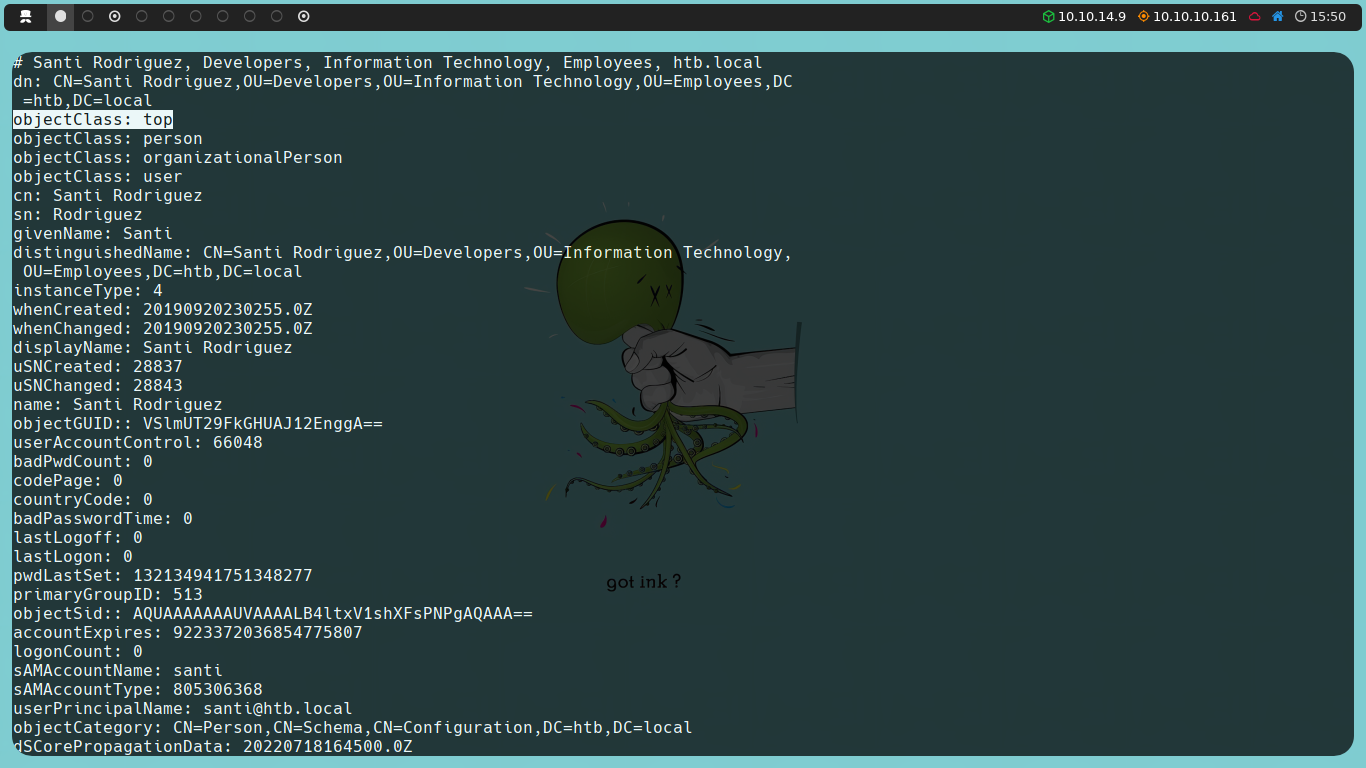 10.10.14.9 10.10.10.161 15:50
# Santi Rodriguez, Developers, Information Technology, Employees, htb.local
dn: CN=Santi Rodriguez,OU=Developers,OU=Information Technology,OU=Employees,DC
 =htb,DC=local
objectClass: top
objectClass: person
objectClass: organizationalPerson
objectClass: user
cn: Santi Rodriguez
sn: Rodriguez
givenName: Santi
distinguishedName: CN=Santi Rodriguez,OU=Developers,OU=Information Technology,
 OU=Employees,DC=htb,DC=local
instanceType: 4
whenCreated: 20190920230255.0Z
whenChanged: 20190920230255.0Z
displayName: Santi Rodriguez
uSNCreated: 28837
uSNChanged: 28843
name: Santi Rodriguez
objectGUID:: VSlmUT29FkGHUAJ12EnggA==
userAccountControl: 66048
badPwdCount: 0
codePage: 0
countryCode: 0
badPasswordTime: 0
lastLogoff: 0
lastLogon: 0
pwdLastSet: 132134941751348277
got ink ?
primaryGroupID: 513
objectSid:: AQUAAAAAAAUVAAAALB4ltxV1shXFsPNPgAQAAA==
accountExpires: 9223372036854775807
logonCount: 0
sAMAccountName: santi
sAMAccountType: 805306368
userPrincipalName: santi@htb.local
objectCategory: CN=Person,CN=Schema,CN=Configuration,DC=htb,DC=local
dSCorePropagationData: 20220718164500.0Z